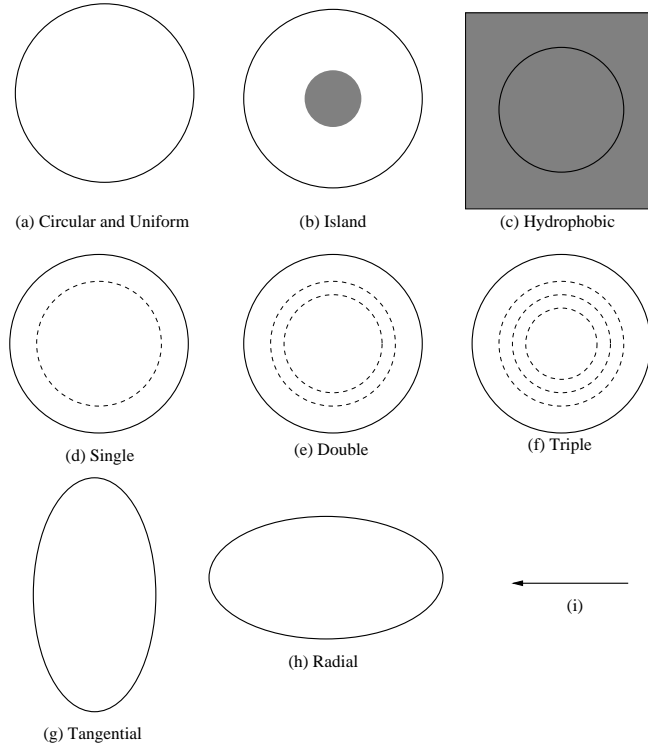 (a) Circular and Uniform
(b) Island
(c) Hydrophobic
(d) Single
(e) Double
(f) Triple
(g) Tangential
(h) Radial
(i)